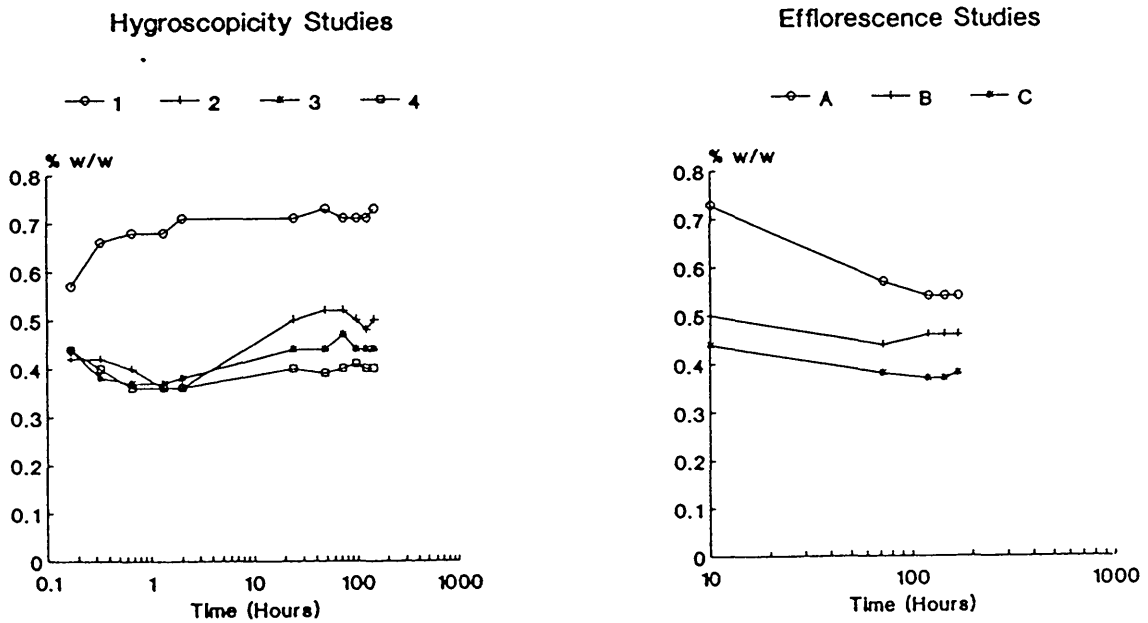 Hygroscopicity Studies
1 2 3 4
% w/w
0.8
0.7
0.6
0.5
0.4
0.3
0.2
0.1
0
0.1 1 10 100 1000
Time (Hours)
Efflorescence Studies
A B C
% w/w
0.8
0.7
0.6
0.5
0.4
0.3
0.2
0.1
0
10 100 1000
Time (Hours)